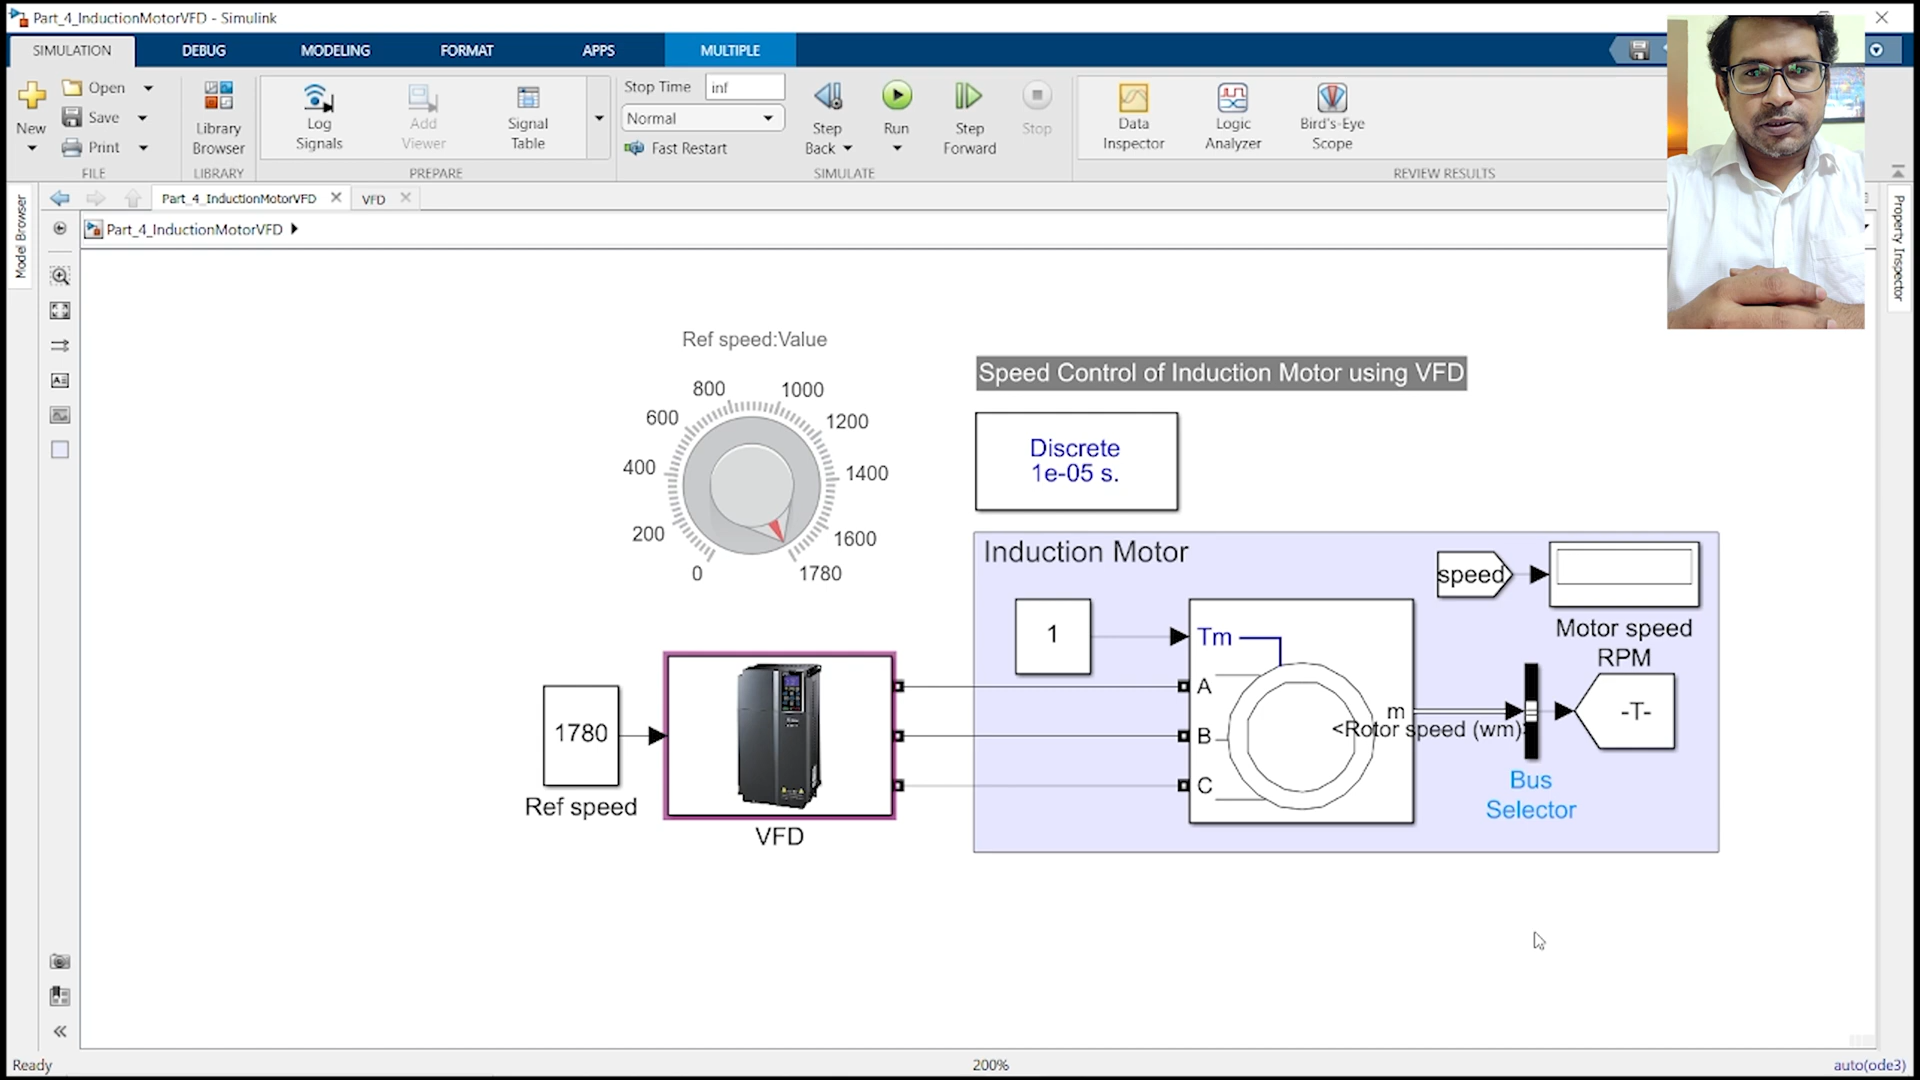 Part_4_InductionMotorVFD - Simulink
SIMULATION
DEBUG
MODELING
FORMAT
APPS
MULTIPLE
New
Open
Save
Print
FILE
Library
Browser
LIBRARY
Log
Signals
Add
Viewer
Signal
Table
PREPARE
Stop Time
inf
Normal
Fast Restart
Step
Back
Run
Step
Forward
Stop
SIMULATE
Data
Inspector
Logic
Analyzer
Bird's-Eye
Scope
REVIEW RESULTS
Model Browser
Property Inspector
Part_4_InductionMotorVFD
VFD
Part_4_InductionMotorVFD
Ref speed:Value
0
200
400
600
800
1000
1200
1400
1600
1780
Speed Control of Induction Motor using VFD
Discrete
1e-05 s.
Induction Motor
speed
Motor speed
RPM
1
Tm
A
B
C
m
<Rotor speed (wm)>
-T-
Bus
Selector
1780
Ref speed
VFD
Ready
200%
auto(ode3)